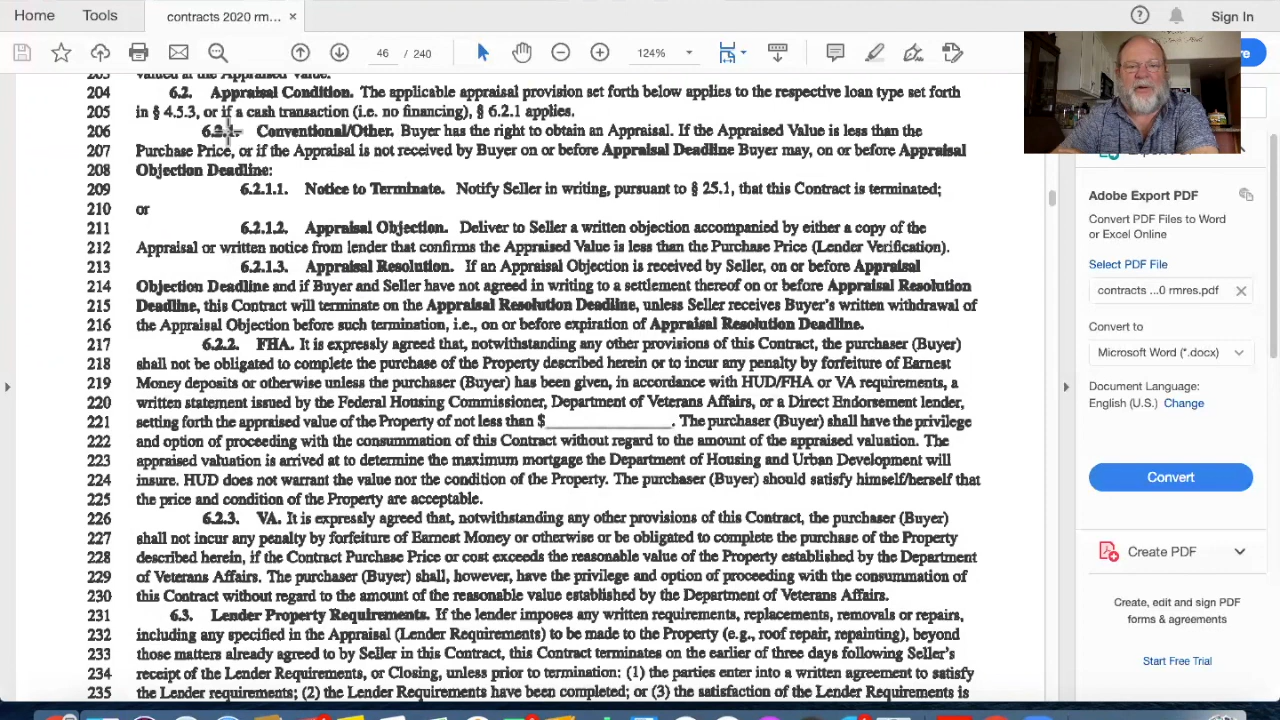 Home
Tools
contracts 2020 rm...
×
Sign In
46 / 240
124%
203 valued at the Appraised Value.
204 6.2. Appraisal Condition. The applicable appraisal provision set forth below applies to the respective loan type set forth
205 in § 4.5.3, or if a cash transaction (i.e. no financing), § 6.2.1 applies.
206 6.2.1. Conventional/Other. Buyer has the right to obtain an Appraisal. If the Appraised Value is less than the
207 Purchase Price, or if the Appraisal is not received by Buyer on or before Appraisal Deadline Buyer may, on or before Appraisal
208 Objection Deadline:
209 6.2.1.1. Notice to Terminate. Notify Seller in writing, pursuant to § 25.1, that this Contract is terminated;
210 or
211 6.2.1.2. Appraisal Objection. Deliver to Seller a written objection accompanied by either a copy of the
212 Appraisal or written notice from lender that confirms the Appraised Value is less than the Purchase Price (Lender Verification).
213 6.2.1.3. Appraisal Resolution. If an Appraisal Objection is received by Seller, on or before Appraisal
214 Objection Deadline and if Buyer and Seller have not agreed in writing to a settlement thereof on or before Appraisal Resolution
215 Deadline, this Contract will terminate on the Appraisal Resolution Deadline, unless Seller receives Buyer's written withdrawal of
216 the Appraisal Objection before such termination, i.e., on or before expiration of Appraisal Resolution Deadline.
217 6.2.2. FHA. It is expressly agreed that, notwithstanding any other provisions of this Contract, the purchaser (Buyer)
218 shall not be obligated to complete the purchase of the Property described herein or to incur any penalty by forfeiture of Earnest
219 Money deposits or otherwise unless the purchaser (Buyer) has been given, in accordance with HUD/FHA or VA requirements, a
220 written statement issued by the Federal Housing Commissioner, Department of Veterans Affairs, or a Direct Endorsement lender,
221 setting forth the appraised value of the Property of not less than $______________. The purchaser (Buyer) shall have the privilege
222 and option of proceeding with the consummation of this Contract without regard to the amount of the appraised valuation. The
223 appraised valuation is arrived at to determine the maximum mortgage the Department of Housing and Urban Development will
224 insure. HUD does not warrant the value nor the condition of the Property. The purchaser (Buyer) should satisfy himself/herself that
225 the price and condition of the Property are acceptable.
226 6.2.3. VA. It is expressly agreed that, notwithstanding any other provisions of this Contract, the purchaser (Buyer)
227 shall not incur any penalty by forfeiture of Earnest Money or otherwise or be obligated to complete the purchase of the Property
228 described herein, if the Contract Purchase Price or cost exceeds the reasonable value of the Property established by the Department
229 of Veterans Affairs. The purchaser (Buyer) shall, however, have the privilege and option of proceeding with the consummation of
230 this Contract without regard to the amount of the reasonable value established by the Department of Veterans Affairs.
231 6.3. Lender Property Requirements. If the lender imposes any written requirements, replacements, removals or repairs,
232 including any specified in the Appraisal (Lender Requirements) to be made to the Property (e.g., roof repair, repainting), beyond
233 those matters already agreed to by Seller in this Contract, this Contract terminates on the earlier of three days following Seller's
234 receipt of the Lender Requirements, or Closing, unless prior to termination: (1) the parties enter into a written agreement to satisfy
235 the Lender requirements; (2) the Lender Requirements have been completed; or (3) the satisfaction of the Lender Requirements is
Adobe Export PDF
Convert PDF Files to Word
or Excel Online
Select PDF File
contracts ...0 rmres.pdf
Convert to
Microsoft Word (*.docx)
Document Language:
English (U.S.) Change
Convert
Create PDF
Create, edit and sign PDF
forms & agreements
Start Free Trial